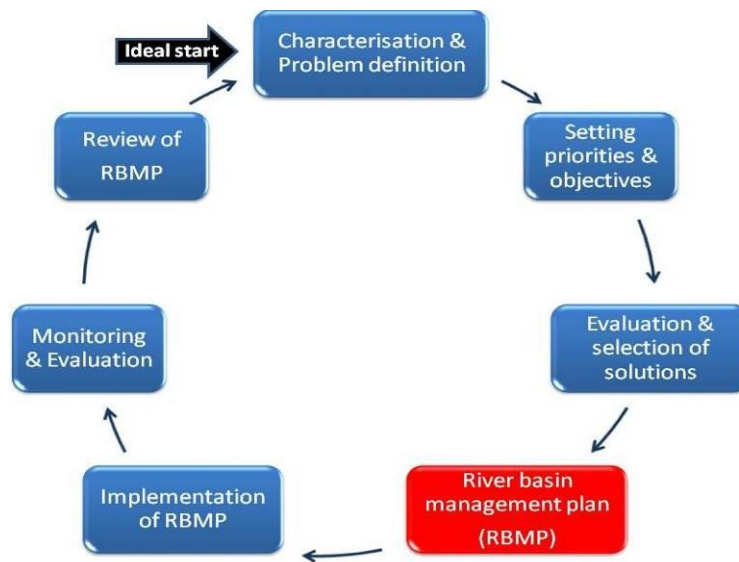 Ideal start
Characterisation &
Problem definition
Setting
priorities &
objectives
Evaluation &
selection of
solutions
River basin
management plan
(RBMP)
Implementation
of RBMP
Monitoring
& Evaluation
Review of
RBMP